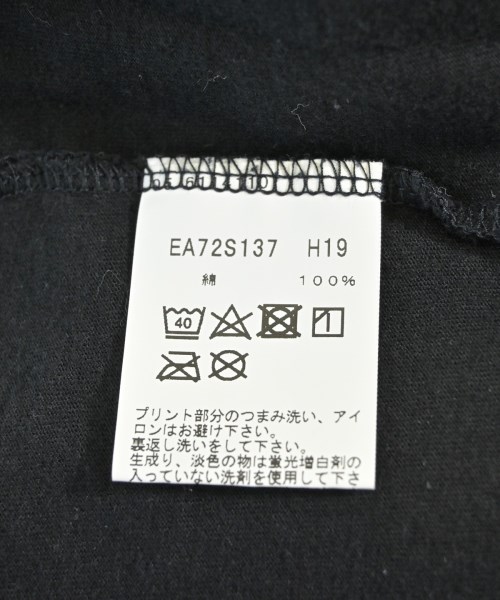 EA72S137 H19
綿 100%
40
プリント部分のつまみ洗い、アイ
ロンはお避け下さい。
裏返し洗いをして下さい。
生成り、淡色の物は蛍光増白剤の
入っていない洗剤を使用して下さ